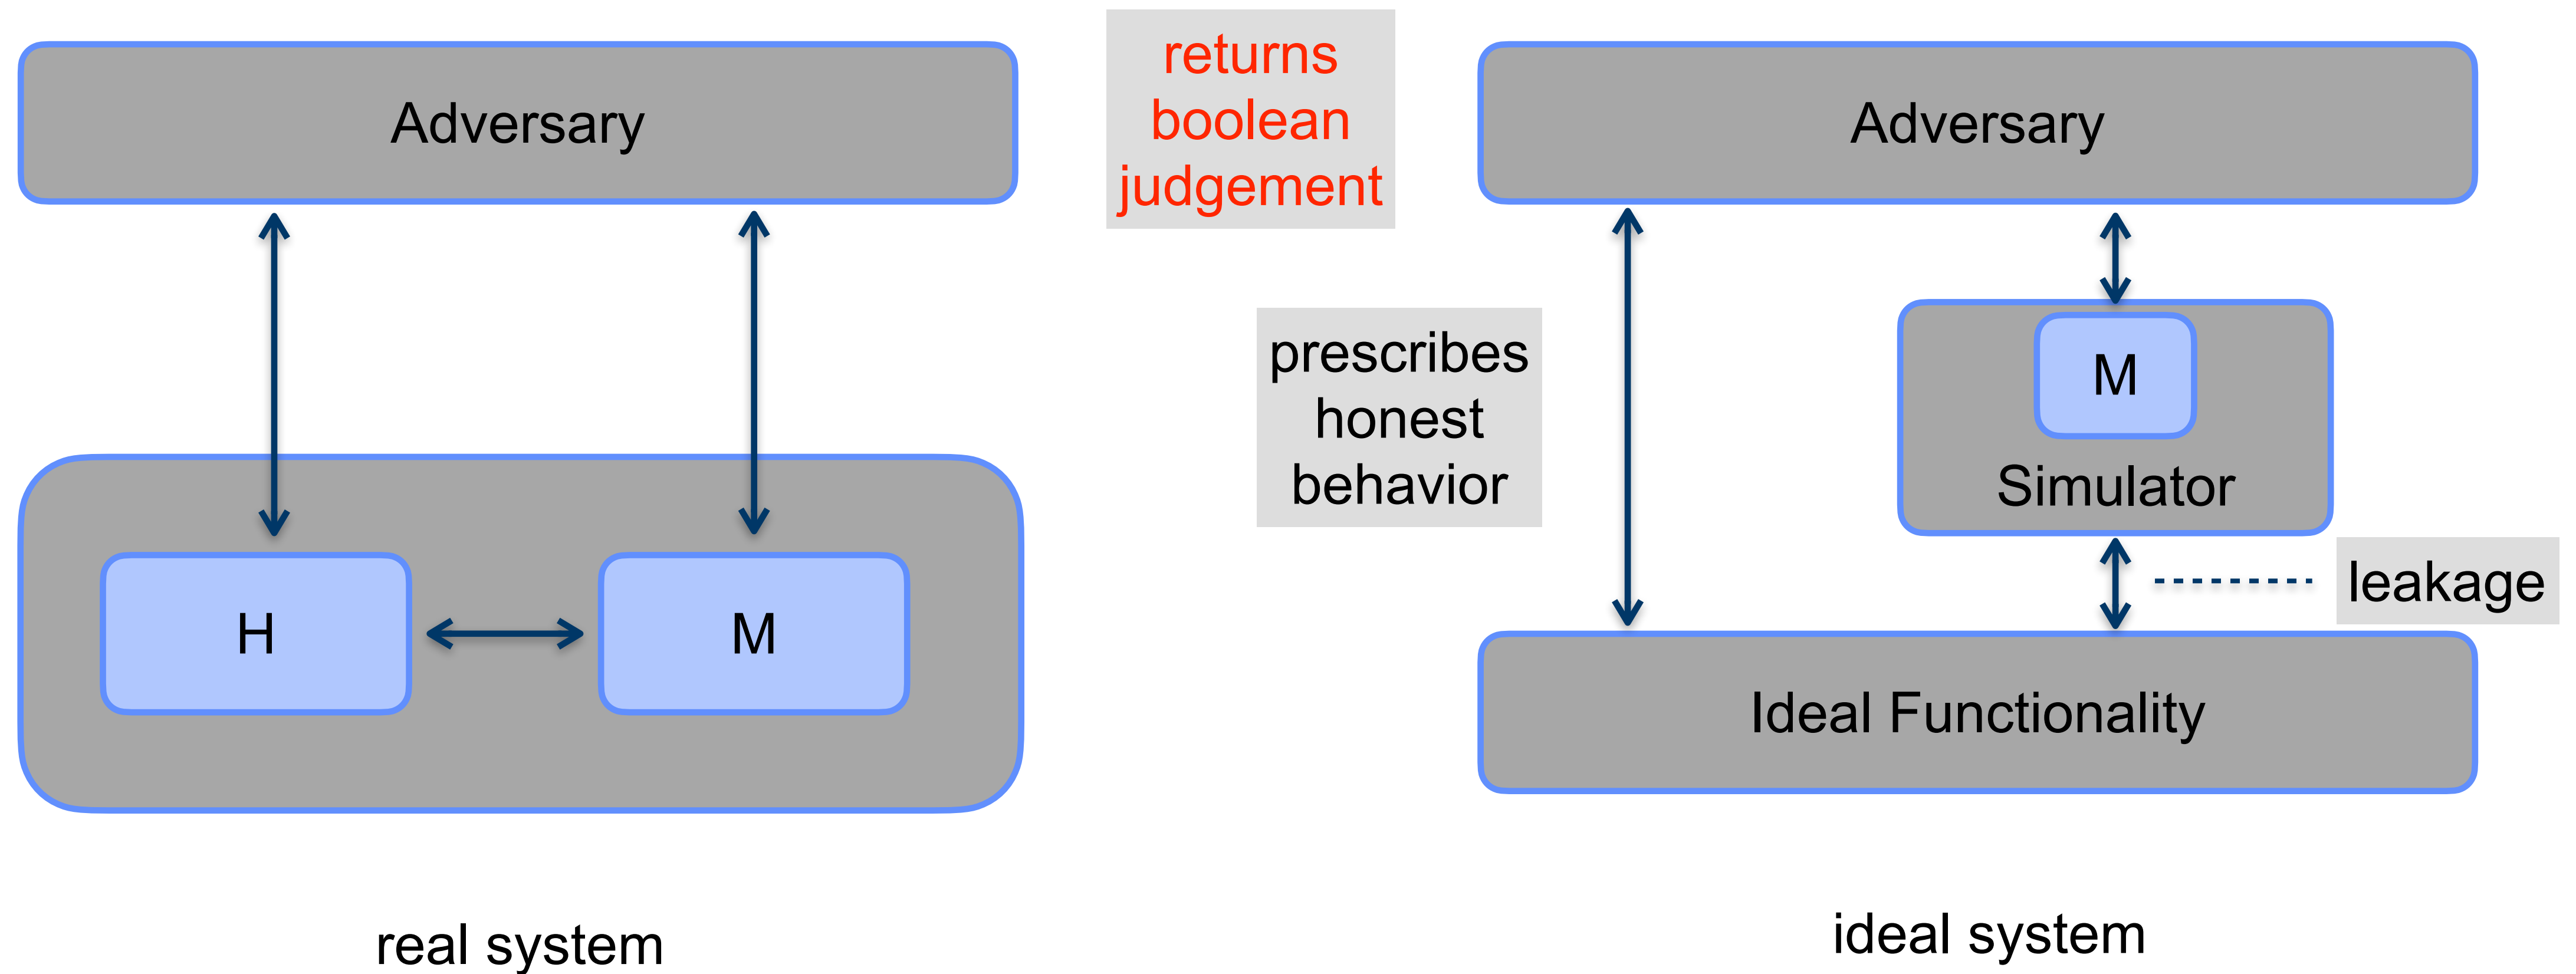 Adversary
returns
boolean
judgement
Adversary
prescribes
honest
behavior
M
Simulator
leakage
H
M
Ideal Functionality
real system
ideal system